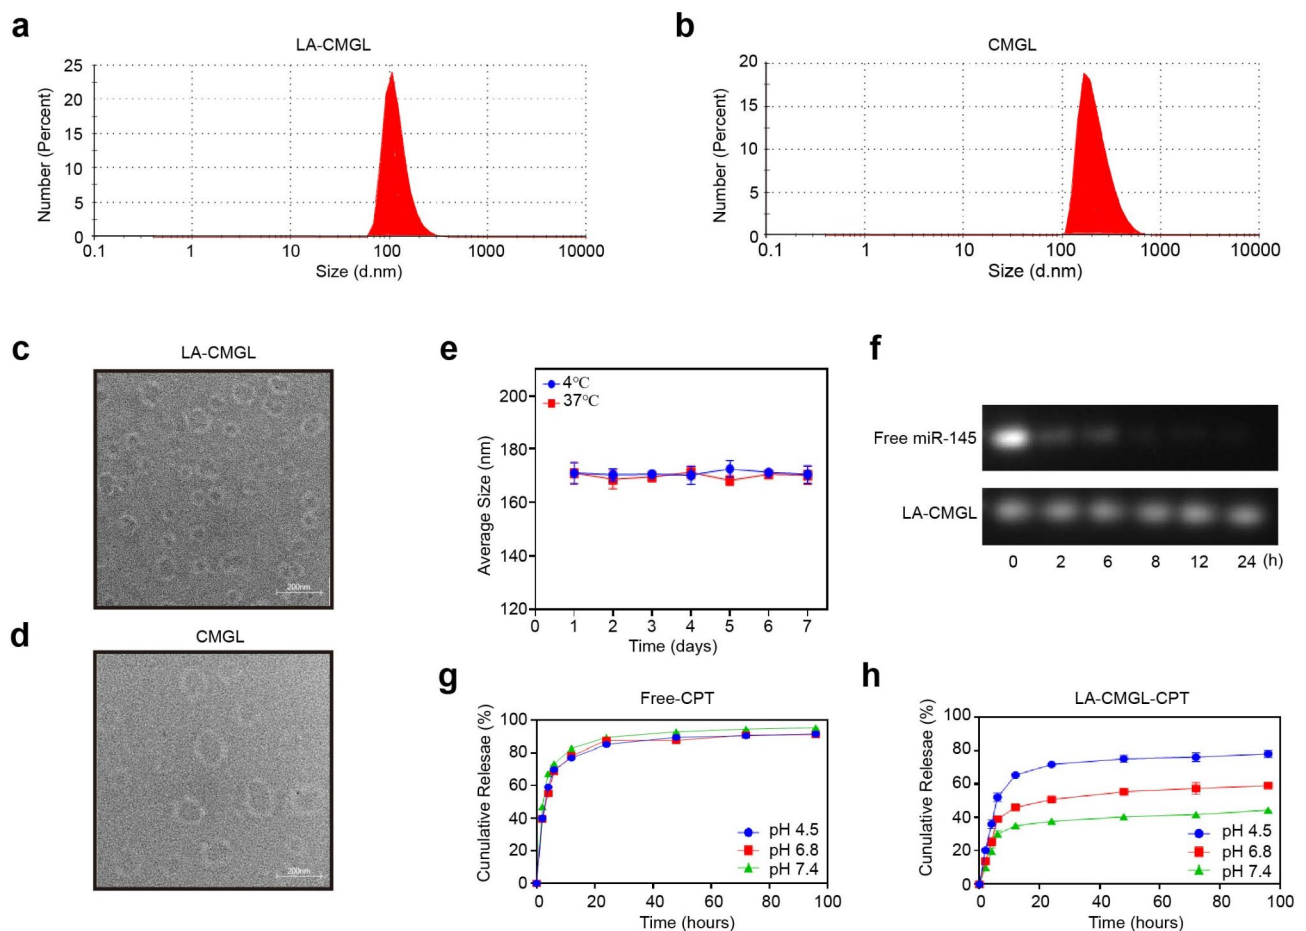 a
LA-CMGL
25
20
15
10
5
0
Number (Percent)
0.1 1 10 100 1000 10000
Size (d.nm)
b
CMGL
20
15
10
5
0
Number (Percent)
0.1 1 10 100 1000 10000
Size (d.nm)
c
LA-CMGL
200nm
d
CMGL
200nm
e
4℃
37℃
200
180
160
140
120
Average Size (nm)
0 1 2 3 4 5 6 7
Time (days)
f
Free miR-145
LA-CMGL
0 2 6 8 12 24 (h)
g
Free-CPT
100
80
60
40
20
0
Cunulative Relesae (%)
pH 4.5
pH 6.8
pH 7.4
0 20 40 60 80 100
Time (hours)
h
LA-CMGL-CPT
100
80
60
40
20
0
Cunulative Relesae (%)
pH 4.5
pH 6.8
pH 7.4
0 20 40 60 80 100
Time (hours)